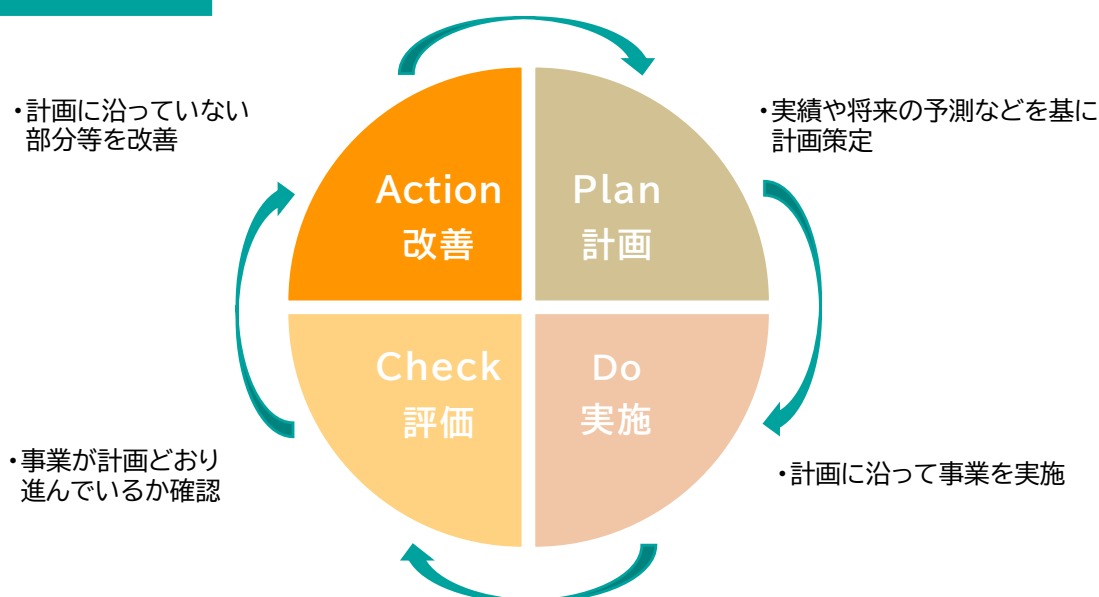 ・計画に沿っていない
部分等を改善
・実績や将来の予測などを基に
計画策定
Action
改善
Plan
計画
Check
評価
Do
実施
・事業が計画どおり
進んでいるか確認
・計画に沿って事業を実施